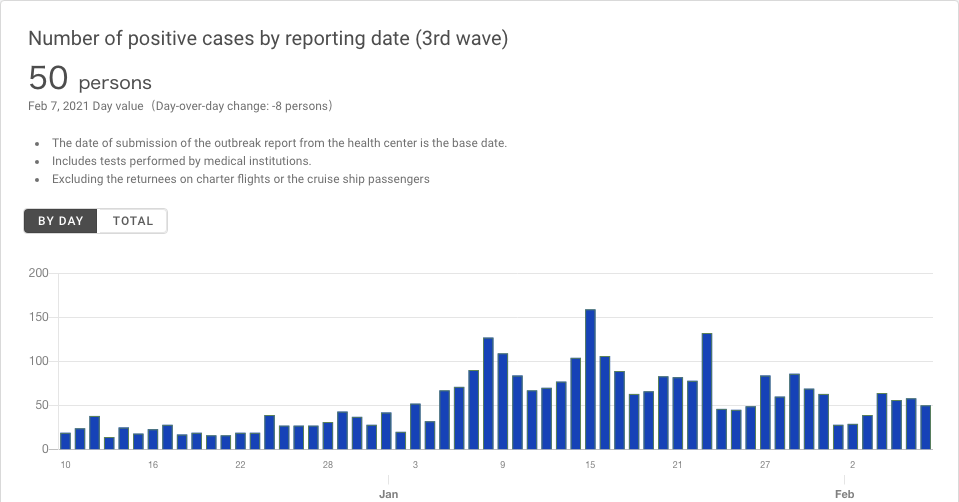 Number of positive cases by reporting date (3rd wave)
50 persons
Feb 7, 2021 Day value（Day-over-day change: -8 persons）
• The date of submission of the outbreak report from the health center is the base date.
• Includes tests performed by medical institutions.
• Excluding the returnees on charter flights or the cruise ship passengers
BY DAY TOTAL
200
150
100
50
0
10 16 22 28 3 9 15 21 27 2
Jan Feb